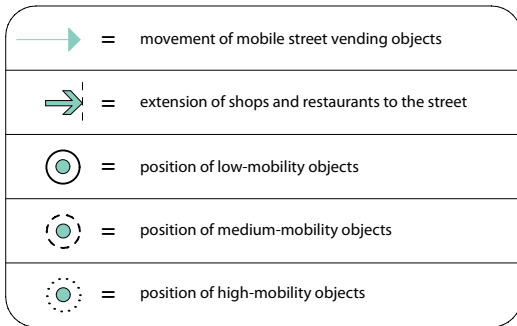 = movement of mobile street vending objects
= extension of shops and restaurants to the street
= position of low-mobility objects
= position of medium-mobility objects
= position of high-mobility objects